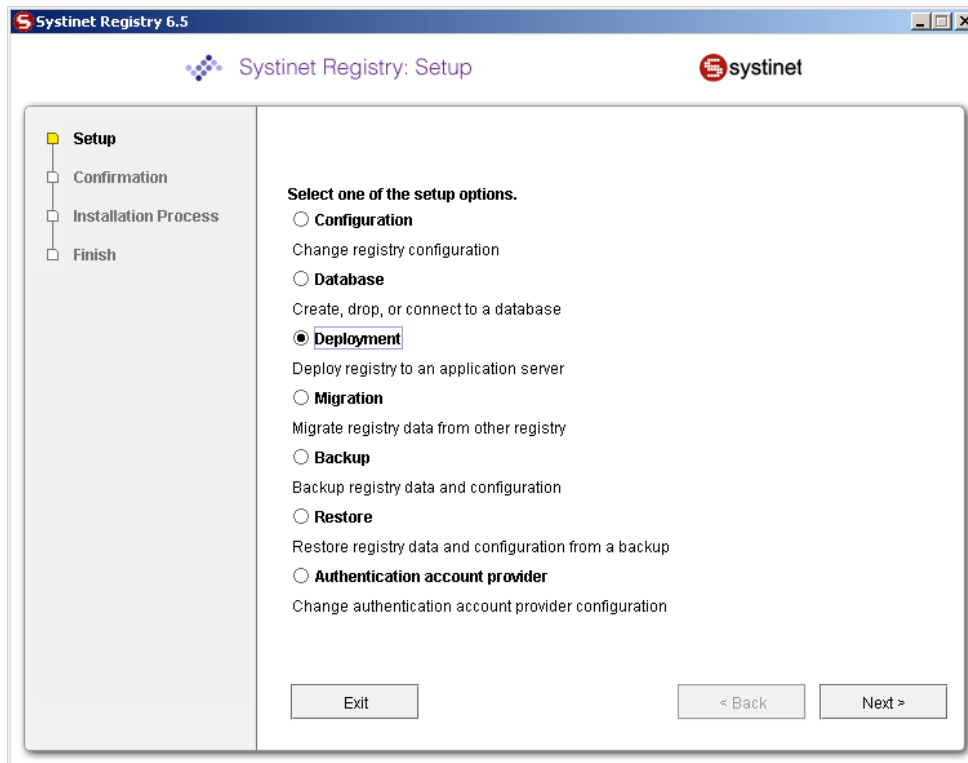 Systinet Registry 6.5
Systinet Registry: Setup
systinet
Setup
Confirmation
Installation Process
Finish
Select one of the setup options.
Configuration
Change registry configuration
Database
Create, drop, or connect to a database
Deployment
Deploy registry to an application server
Migration
Migrate registry data from other registry
Backup
Backup registry data and configuration
Restore
Restore registry data and configuration from a backup
Authentication account provider
Change authentication account provider configuration
Exit
< Back
Next >